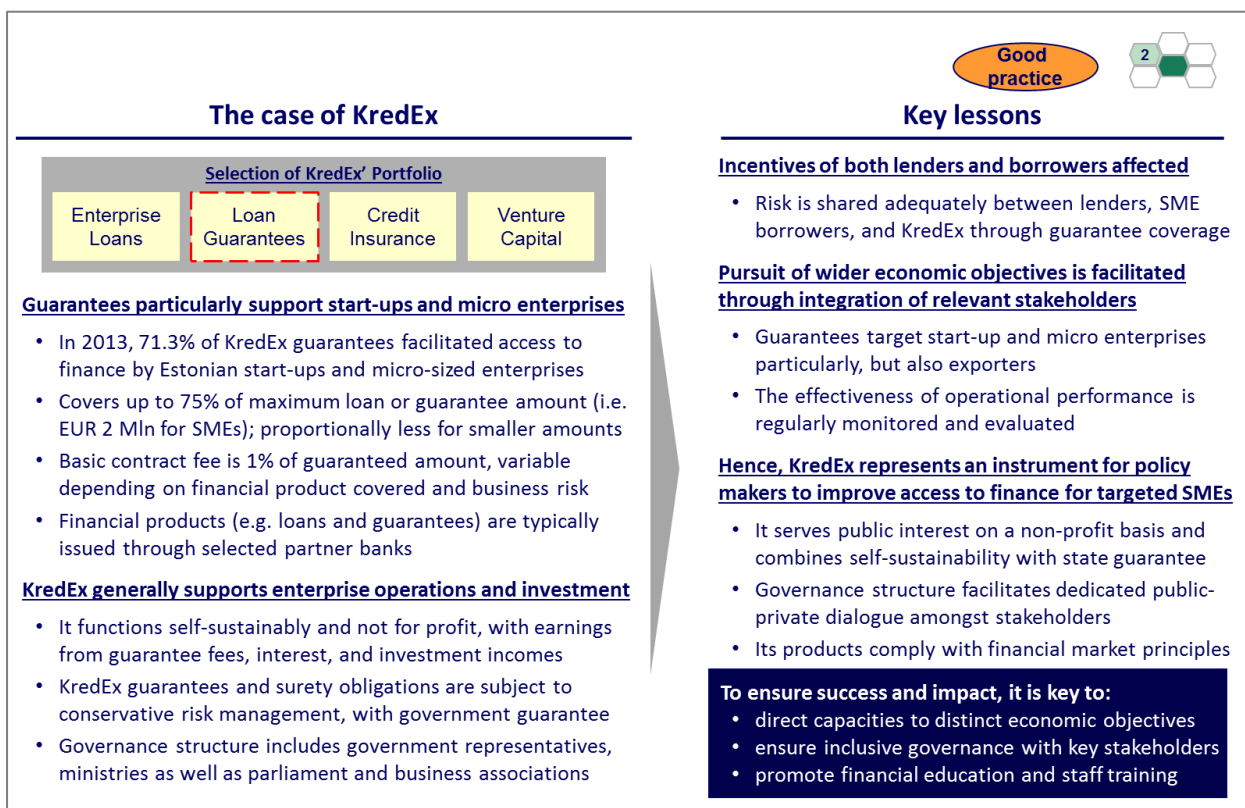 Good
practice
2
The case of KredEx
Selection of KredEx' Portfolio
Enterprise
Loans
Loan
Guarantees
Credit
Insurance
Venture
Capital
Guarantees particularly support start-ups and micro enterprises
• In 2013, 71.3% of KredEx guarantees facilitated access to
finance by Estonian start-ups and micro-sized enterprises
• Covers up to 75% of maximum loan or guarantee amount (i.e.
EUR 2 Mln for SMEs); proportionally less for smaller amounts
• Basic contract fee is 1% of guaranteed amount, variable
depending on financial product covered and business risk
• Financial products (e.g. loans and guarantees) are typically
issued through selected partner banks
KredEx generally supports enterprise operations and investment
• It functions self-sustainably and not for profit, with earnings
from guarantee fees, interest, and investment incomes
• KredEx guarantees and surety obligations are subject to
conservative risk management, with government guarantee
• Governance structure includes government representatives,
ministries as well as parliament and business associations
Key lessons
Incentives of both lenders and borrowers affected
• Risk is shared adequately between lenders, SME
borrowers, and KredEx through guarantee coverage
Pursuit of wider economic objectives is facilitated
through integration of relevant stakeholders
• Guarantees target start-up and micro enterprises
particularly, but also exporters
• The effectiveness of operational performance is
regularly monitored and evaluated
Hence, KredEx represents an instrument for policy
makers to improve access to finance for targeted SMEs
• It serves public interest on a non-profit basis and
combines self-sustainability with state guarantee
• Governance structure facilitates dedicated public-
private dialogue amongst stakeholders
• Its products comply with financial market principles
To ensure success and impact, it is key to:
• direct capacities to distinct economic objectives
• ensure inclusive governance with key stakeholders
• promote financial education and staff training